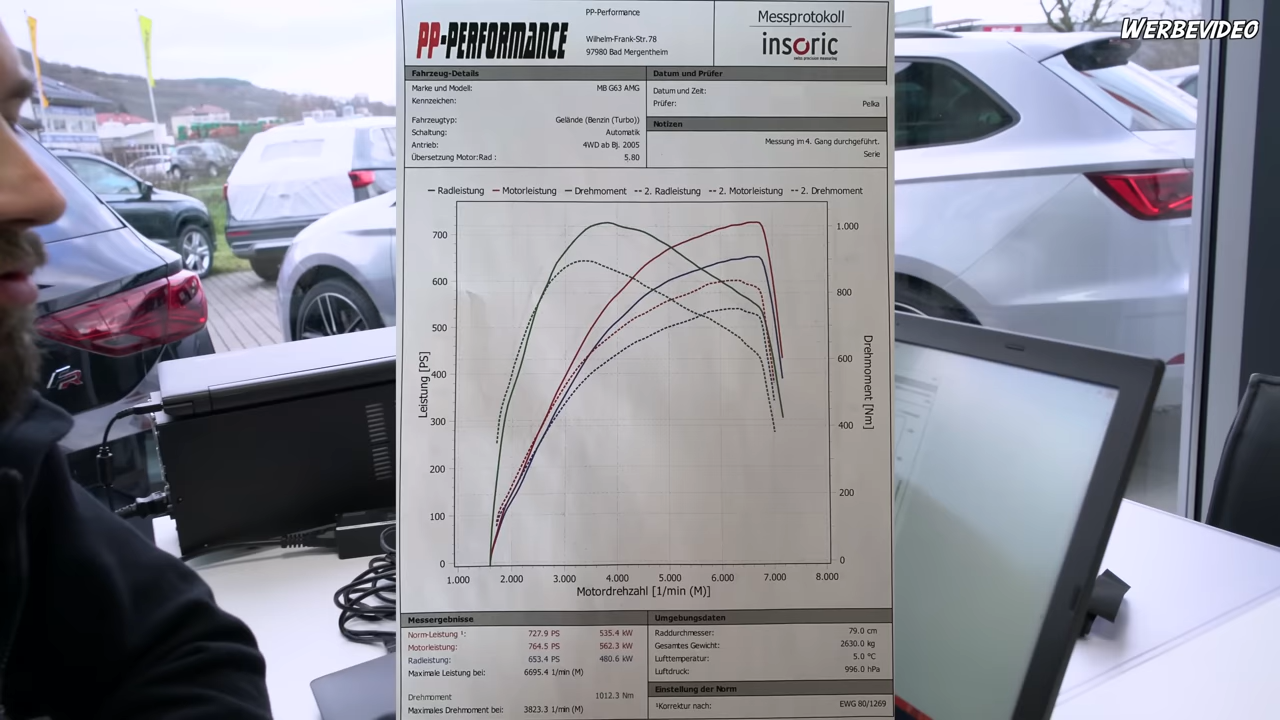 WERBEVIDEO
PP-PERFORMANCE
PP-Performance
Wilhelm-Frank-Str.78
97980 Bad Mergentheim
Messprotokoll
insoric
swiss precision measuring
Fahrzeug-Details
Marke und Modell: MB G63 AMG
Kennzeichen:
Fahrzeugtyp: Gelände (Benzin (Turbo))
Schaltung: Automatik
Antrieb: 4WD ab Bj. 2005
Übersetzung Motor:Rad : 5.80
Datum und Prüfer
Datum und Zeit:
Prüfer: Pelka
Notizen
Messung im 4. Gang durchgeführt.
Serie
Radleistung Motorleistung Drehmoment 2. Radleistung 2. Motorleistung 2. Drehmoment
700
600
500
400
300
200
100
0
Leistung [PS]
1.000
800
600
400
200
0
Drehmoment [Nm]
1.000 2.000 3.000 4.000 5.000 6.000 7.000 8.000
Motordrehzahl [1/min (M)]
Messergebnisse
Norm-Leistung ¹: 727.9 PS 535.4 kW
Motorleistung: 764.5 PS 562.3 kW
Radleistung: 653.4 PS 480.6 kW
Maximale Leistung bei: 6695.4 1/min (M)
Drehmoment 1012.3 Nm
Maximales Drehmoment bei: 3823.3 1/min (M)
Umgebungsdaten
Raddurchmesser: 79.0 cm
Gesamtes Gewicht: 2630.0 kg
Lufttemperatur: 5.0 °C
Luftdruck: 996.0 hPa
Einstellung der Norm
¹Korrektur nach: EWG 80/1269